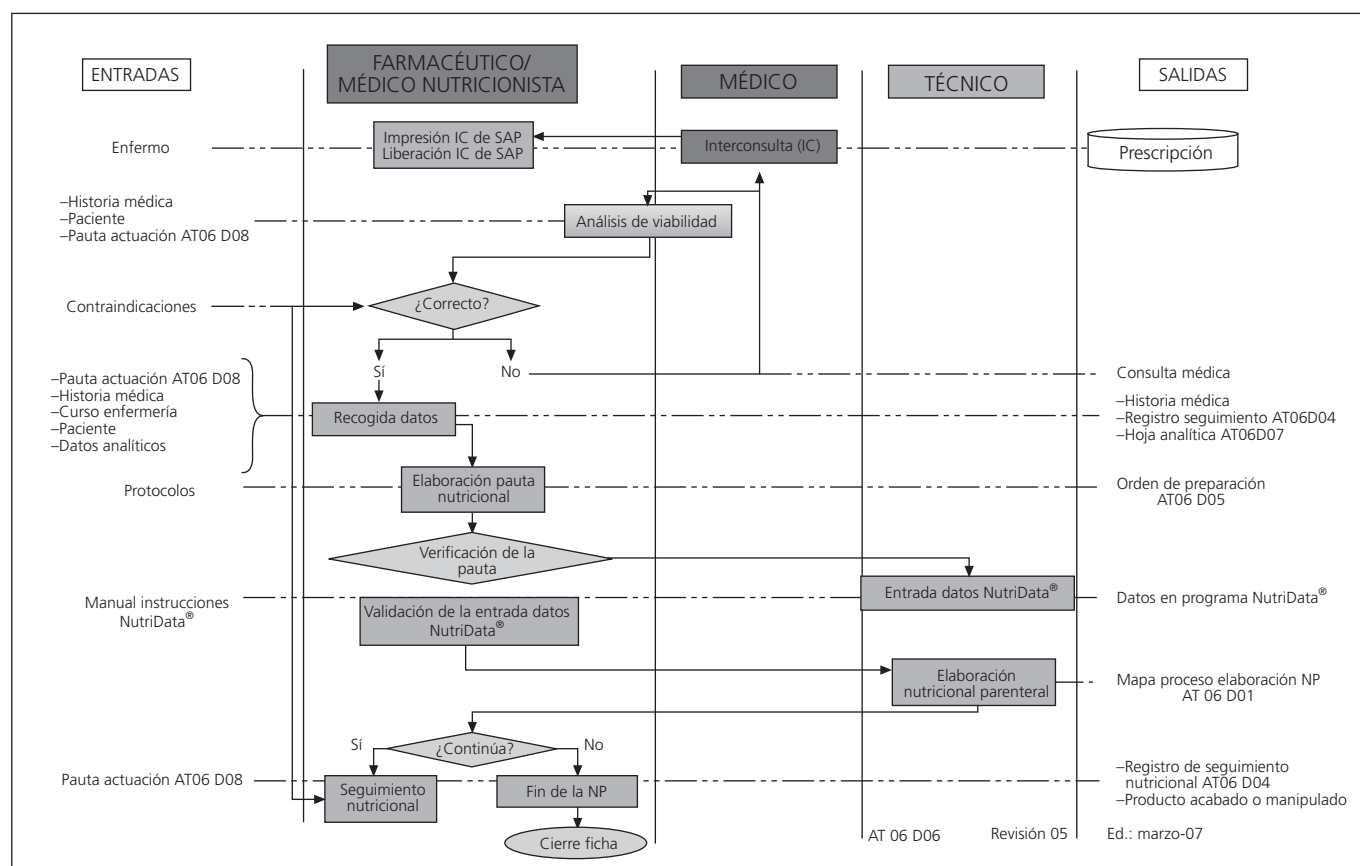 ENTRADAS
FARMACÉUTICO/
MÉDICO NUTRICIONISTA
MÉDICO
TÉCNICO
SALIDAS
Enfermo
Impresión IC de SAP
Liberación IC de SAP
Interconsulta (IC)
Prescripción
–Historia médica
–Paciente
–Pauta actuación AT06 D08
Análisis de viabilidad
Contraindicaciones
¿Correcto?
Sí
No
Consulta médica
–Pauta actuación AT06 D08
–Historia médica
–Curso enfermería
–Paciente
–Datos analíticos
Recogida datos
–Historia médica
–Registro seguimiento AT06D04
–Hoja analítica AT06D07
Protocolos
Elaboración pauta
nutricional
Orden de preparación
AT06 D05
Verificación de la
pauta
Manual instrucciones
NutriData®
Validación de la entrada datos
NutriData®
Entrada datos NutriData®
Datos en programa NutriData®
Elaboración
nutricional parenteral
Mapa proceso elaboración NP
AT 06 D01
¿Continúa?
Sí
No
Pauta actuación AT06 D08
Seguimiento
nutricional
Fin de la NP
–Registro de seguimiento
nutricional AT06 D04
–Producto acabado o manipulado
Cierre ficha
AT 06 D06
Revisión 05
Ed.: marzo-07